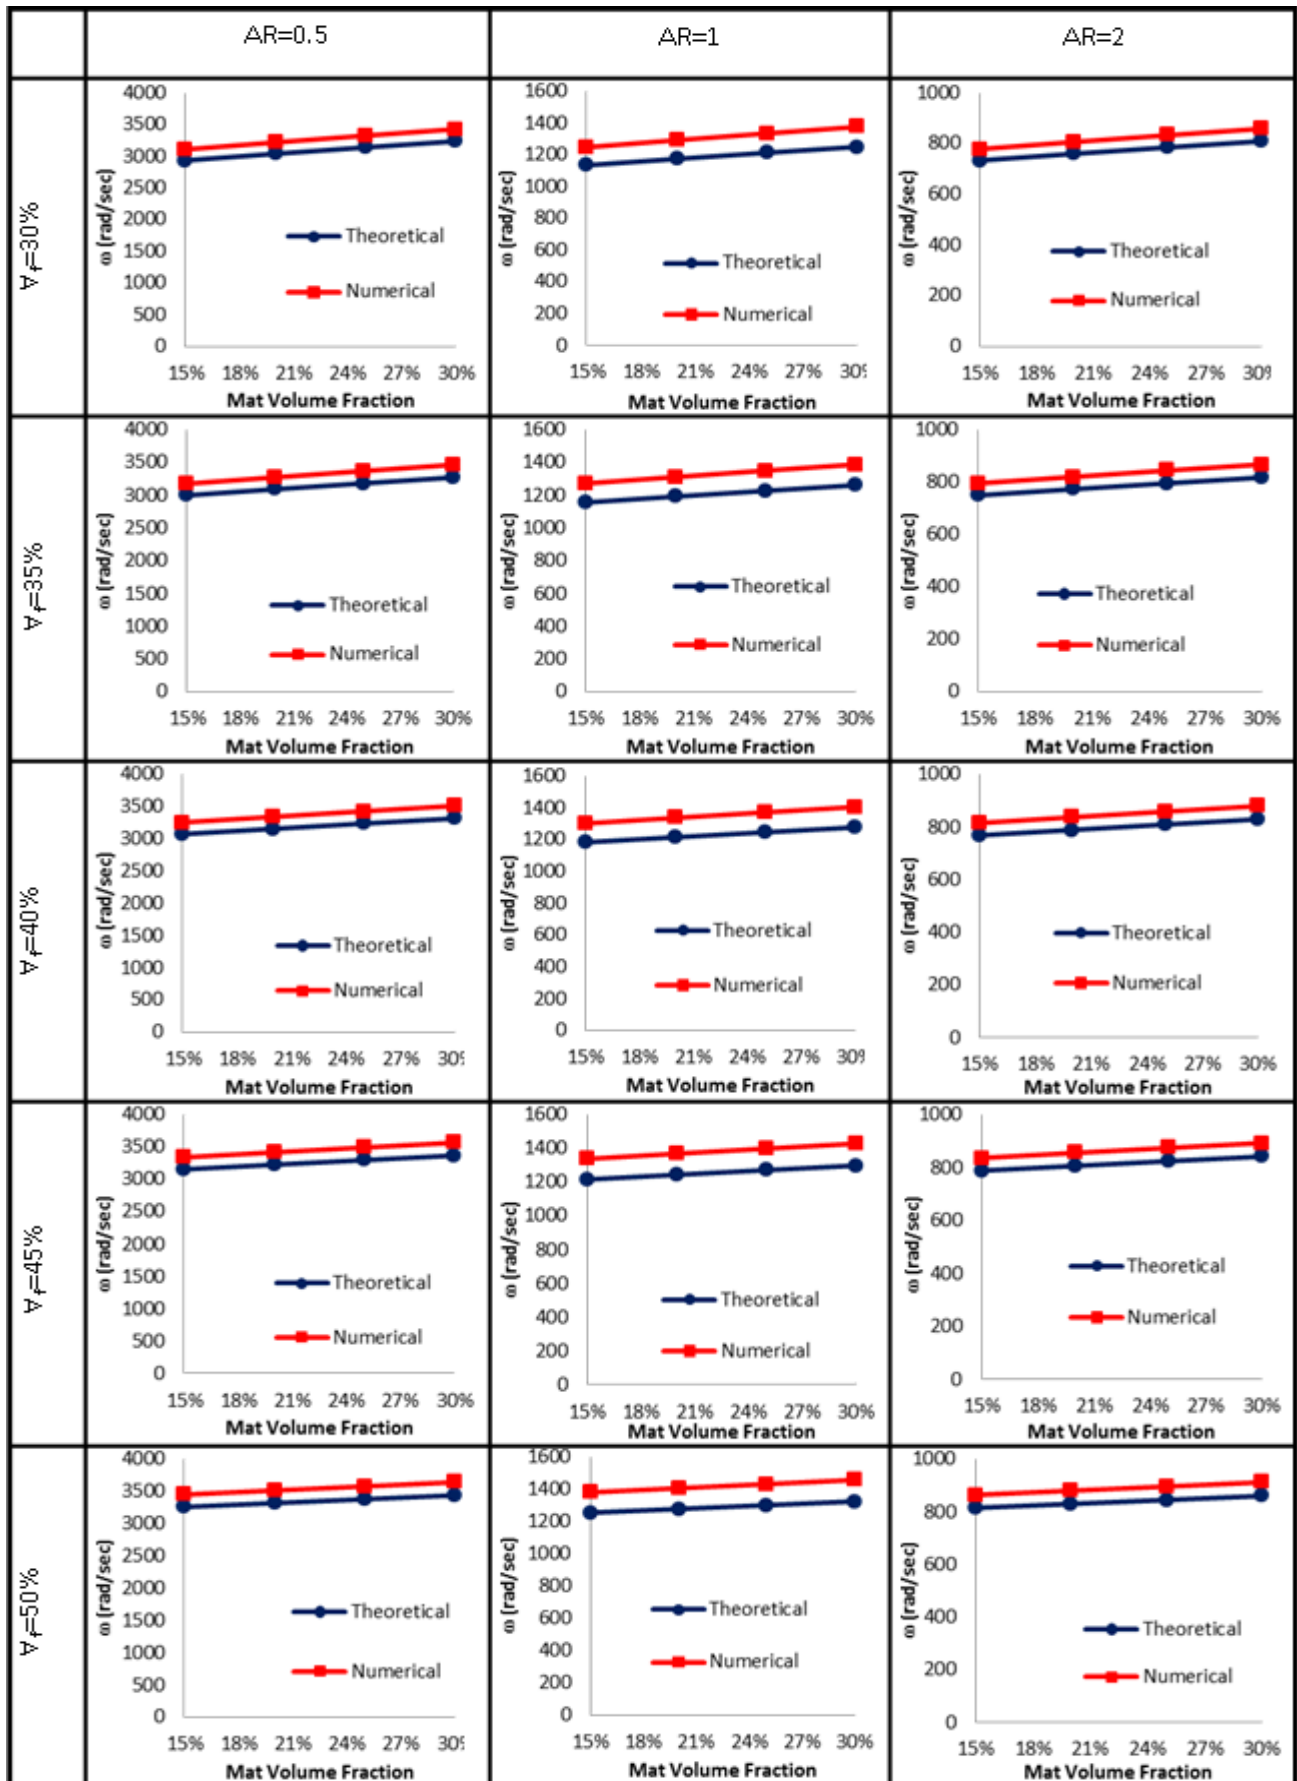 AR=0.5
AR=1
AR=2
∀f=30%
4000
3500
3000
2500
2000
1500
1000
500
0
ω (rad/sec)
Theoretical
Numerical
15% 18% 21% 24% 27% 30%
Mat Volume Fraction
1600
1400
1200
1000
800
600
400
200
0
ω (rad/sec)
Theoretical
Numerical
15% 18% 21% 24% 27% 30%
Mat Volume Fraction
1000
800
600
400
200
0
ω (rad/sec)
Theoretical
Numerical
15% 18% 21% 24% 27% 30%
Mat Volume Fraction
∀f=35%
4000
3500
3000
2500
2000
1500
1000
500
0
ω (rad/sec)
Theoretical
Numerical
15% 18% 21% 24% 27% 30%
Mat Volume Fraction
1600
1400
1200
1000
800
600
400
200
0
ω (rad/sec)
Theoretical
Numerical
15% 18% 21% 24% 27% 30%
Mat Volume Fraction
1000
800
600
400
200
0
ω (rad/sec)
Theoretical
Numerical
15% 18% 21% 24% 27% 30%
Mat Volume Fraction
∀f=40%
4000
3500
3000
2500
2000
1500
1000
500
0
ω (rad/sec)
Theoretical
Numerical
15% 18% 21% 24% 27% 30%
Mat Volume Fraction
1600
1400
1200
1000
800
600
400
200
0
ω (rad/sec)
Theoretical
Numerical
15% 18% 21% 24% 27% 30%
Mat Volume Fraction
1000
800
600
400
200
0
ω (rad/sec)
Theoretical
Numerical
15% 18% 21% 24% 27% 30%
Mat Volume Fraction
∀f=45%
4000
3500
3000
2500
2000
1500
1000
500
0
ω (rad/sec)
Theoretical
Numerical
15% 18% 21% 24% 27% 30%
Mat Volume Fraction
1600
1400
1200
1000
800
600
400
200
0
ω (rad/sec)
Theoretical
Numerical
15% 18% 21% 24% 27% 30%
Mat Volume Fraction
1000
800
600
400
200
0
ω (rad/sec)
Theoretical
Numerical
15% 18% 21% 24% 27% 30%
Mat Volume Fraction
∀f=50%
4000
3500
3000
2500
2000
1500
1000
500
0
ω (rad/sec)
Theoretical
Numerical
15% 18% 21% 24% 27% 30%
Mat Volume Fraction
1600
1400
1200
1000
800
600
400
200
0
ω (rad/sec)
Theoretical
Numerical
15% 18% 21% 24% 27% 30%
Mat Volume Fraction
1000
800
600
400
200
0
ω (rad/sec)
Theoretical
Numerical
15% 18% 21% 24% 27% 30%
Mat Volume Fraction